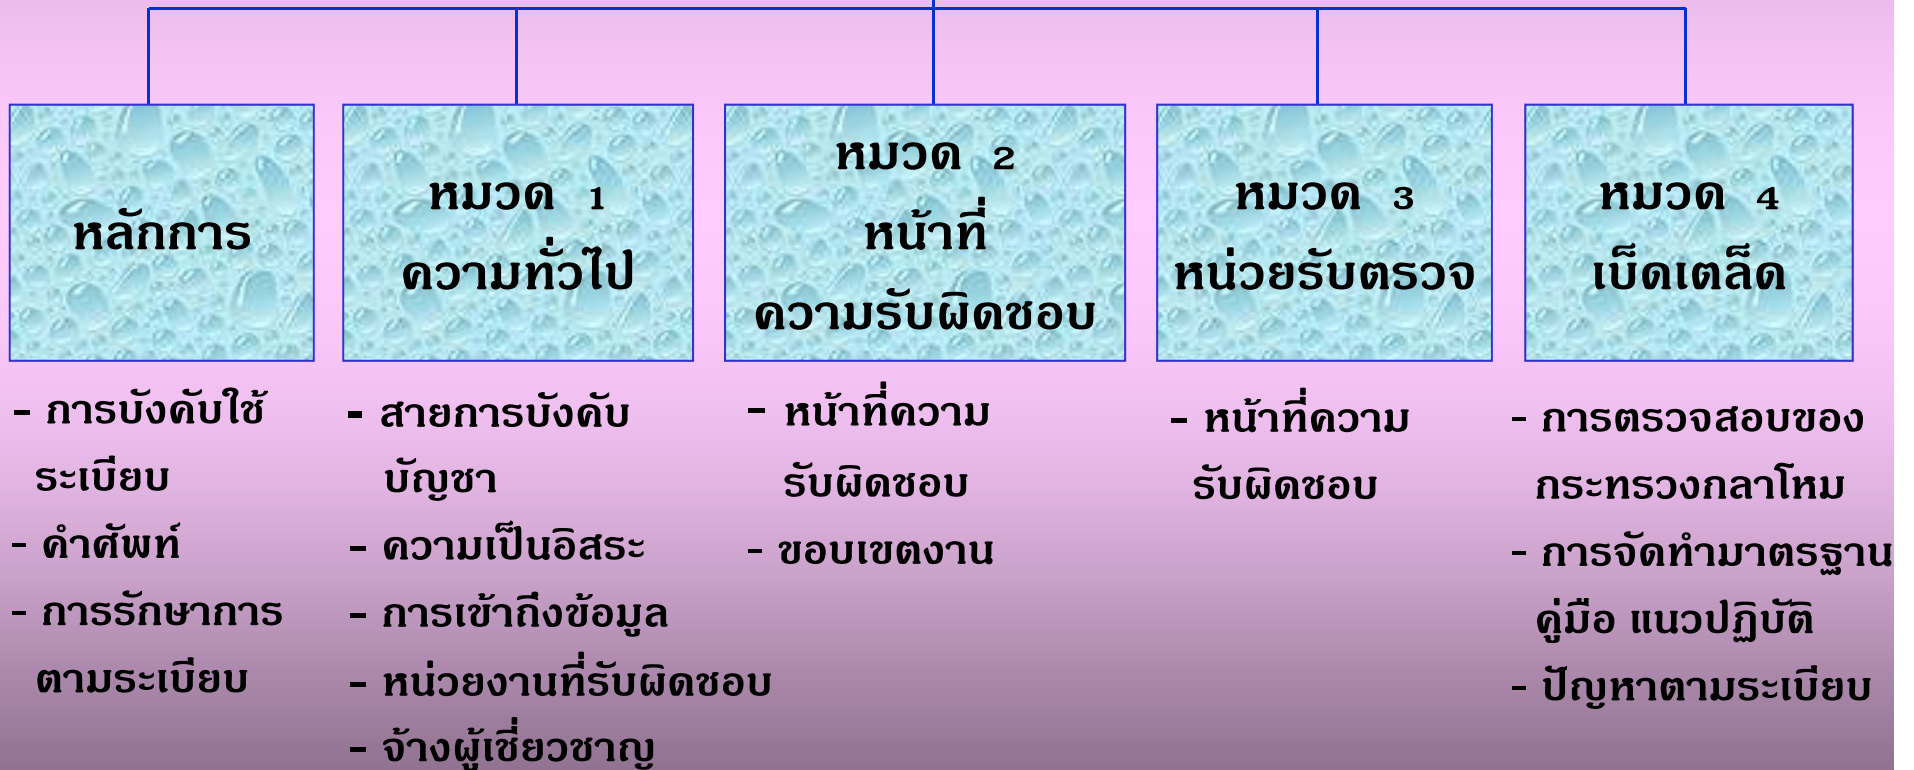 หลักการ
หมวด 1
ความทั่วไป
หมวด 2
หน้าที่
ความรับผิดชอบ
หมวด 3
หน่วยรับตรวจ
หมวด 4
เบ็ดเตล็ด
- การบังคับใช้
ระเบียบ
- คำศัพท์
- การรักษาการ
ตามระเบียบ
- สายการบังคับ
บัญชา
- ความเป็นอิสระ
- การเข้าถึงข้อมูล
- หน่วยงานที่รับผิดชอบ
- จ้างผู้เชี่ยวชาญ
- หน้าที่ความ
รับผิดชอบ
- ขอบเขตงาน
- หน้าที่ความ
รับผิดชอบ
- การตรวจสอบของ
กระทรวงกลาโหม
- การจัดทำมาตรฐาน
คู่มือ แนวปฏิบัติ
- ปัญหาตามระเบียบ